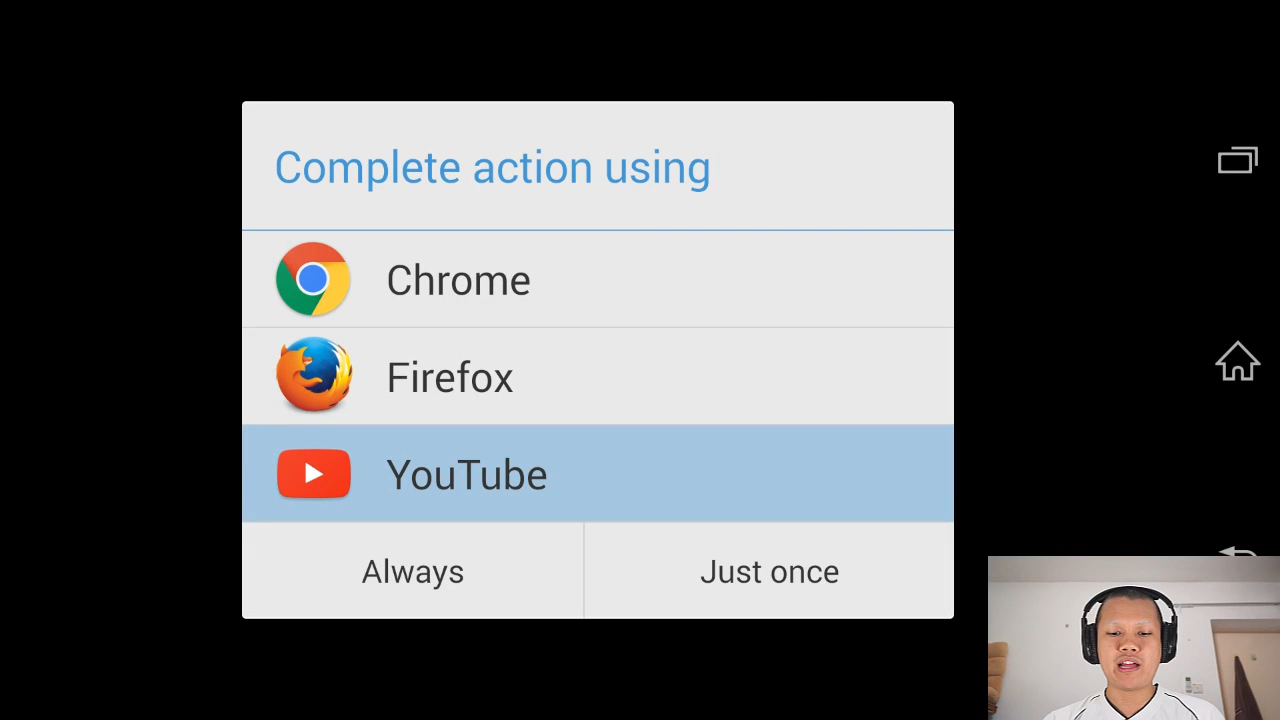 Complete action using
Chrome
Firefox
YouTube
Always
Just once